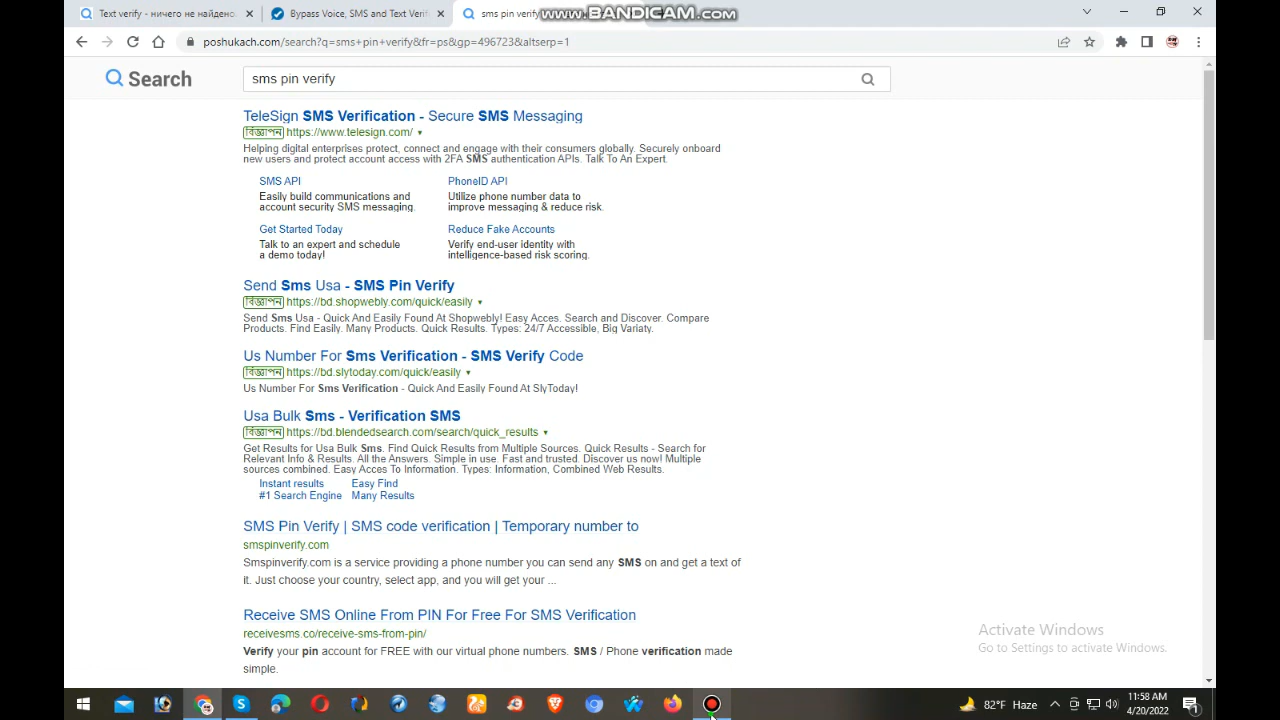 Text verify - ничего не найдено
Bypass Voice, SMS and Text Verifi
sms pin verify
www.BANDICAM.com
poshukach.com/search?q=sms+pin+verify&fr=ps&gp=496723&altserp=1
Search
sms pin verify
TeleSign SMS Verification - Secure SMS Messaging
বিজ্ঞাপন https://www.telesign.com/
Helping digital enterprises protect, connect and engage with their consumers globally. Securely onboard
new users and protect account access with 2FA SMS authentication APIs. Talk To An Expert.
SMS API
Easily build communications and
account security SMS messaging.
PhoneID API
Utilize phone number data to
improve messaging & reduce risk.
Get Started Today
Talk to an expert and schedule
a demo today!
Reduce Fake Accounts
Verify end-user identity with
intelligence-based risk scoring.
Send Sms Usa - SMS Pin Verify
বিজ্ঞাপন https://bd.shopwebly.com/quick/easily
Send Sms Usa - Quick And Easily Found At Shopwebly! Easy Acces. Search and Discover. Compare
Products. Find Easily. Many Products. Quick Results. Types: 24/7 Accessible, Big Variaty.
Us Number For Sms Verification - SMS Verify Code
বিজ্ঞাপন https://bd.slytoday.com/quick/easily
Us Number For Sms Verification - Quick And Easily Found At SlyToday!
Usa Bulk Sms - Verification SMS
বিজ্ঞাপন https://bd.blendedsearch.com/search/quick_results
Get Results for Usa Bulk Sms. Find Quick Results from Multiple Sources. Quick Results - Search for
Relevant Info & Results. All the Answers. Simple in use. Fast and trusted. Discover us now! Multiple
sources combined. Easy Acces To Information. Types: Information, Combined Web Results.
Instant results Easy Find
#1 Search Engine Many Results
SMS Pin Verify | SMS code verification | Temporary number to
smspinverify.com
Smspinverify.com is a service providing a phone number you can send any SMS on and get a text of
it. Just choose your country, select app, and you will get your ...
Receive SMS Online From PIN For Free For SMS Verification
receivesms.co/receive-sms-from-pin/
Verify your pin account for FREE with our virtual phone numbers. SMS / Phone verification made
simple.
Activate Windows
Go to Settings to activate Windows.
82°F Haze
11:58 AM
4/20/2022
1